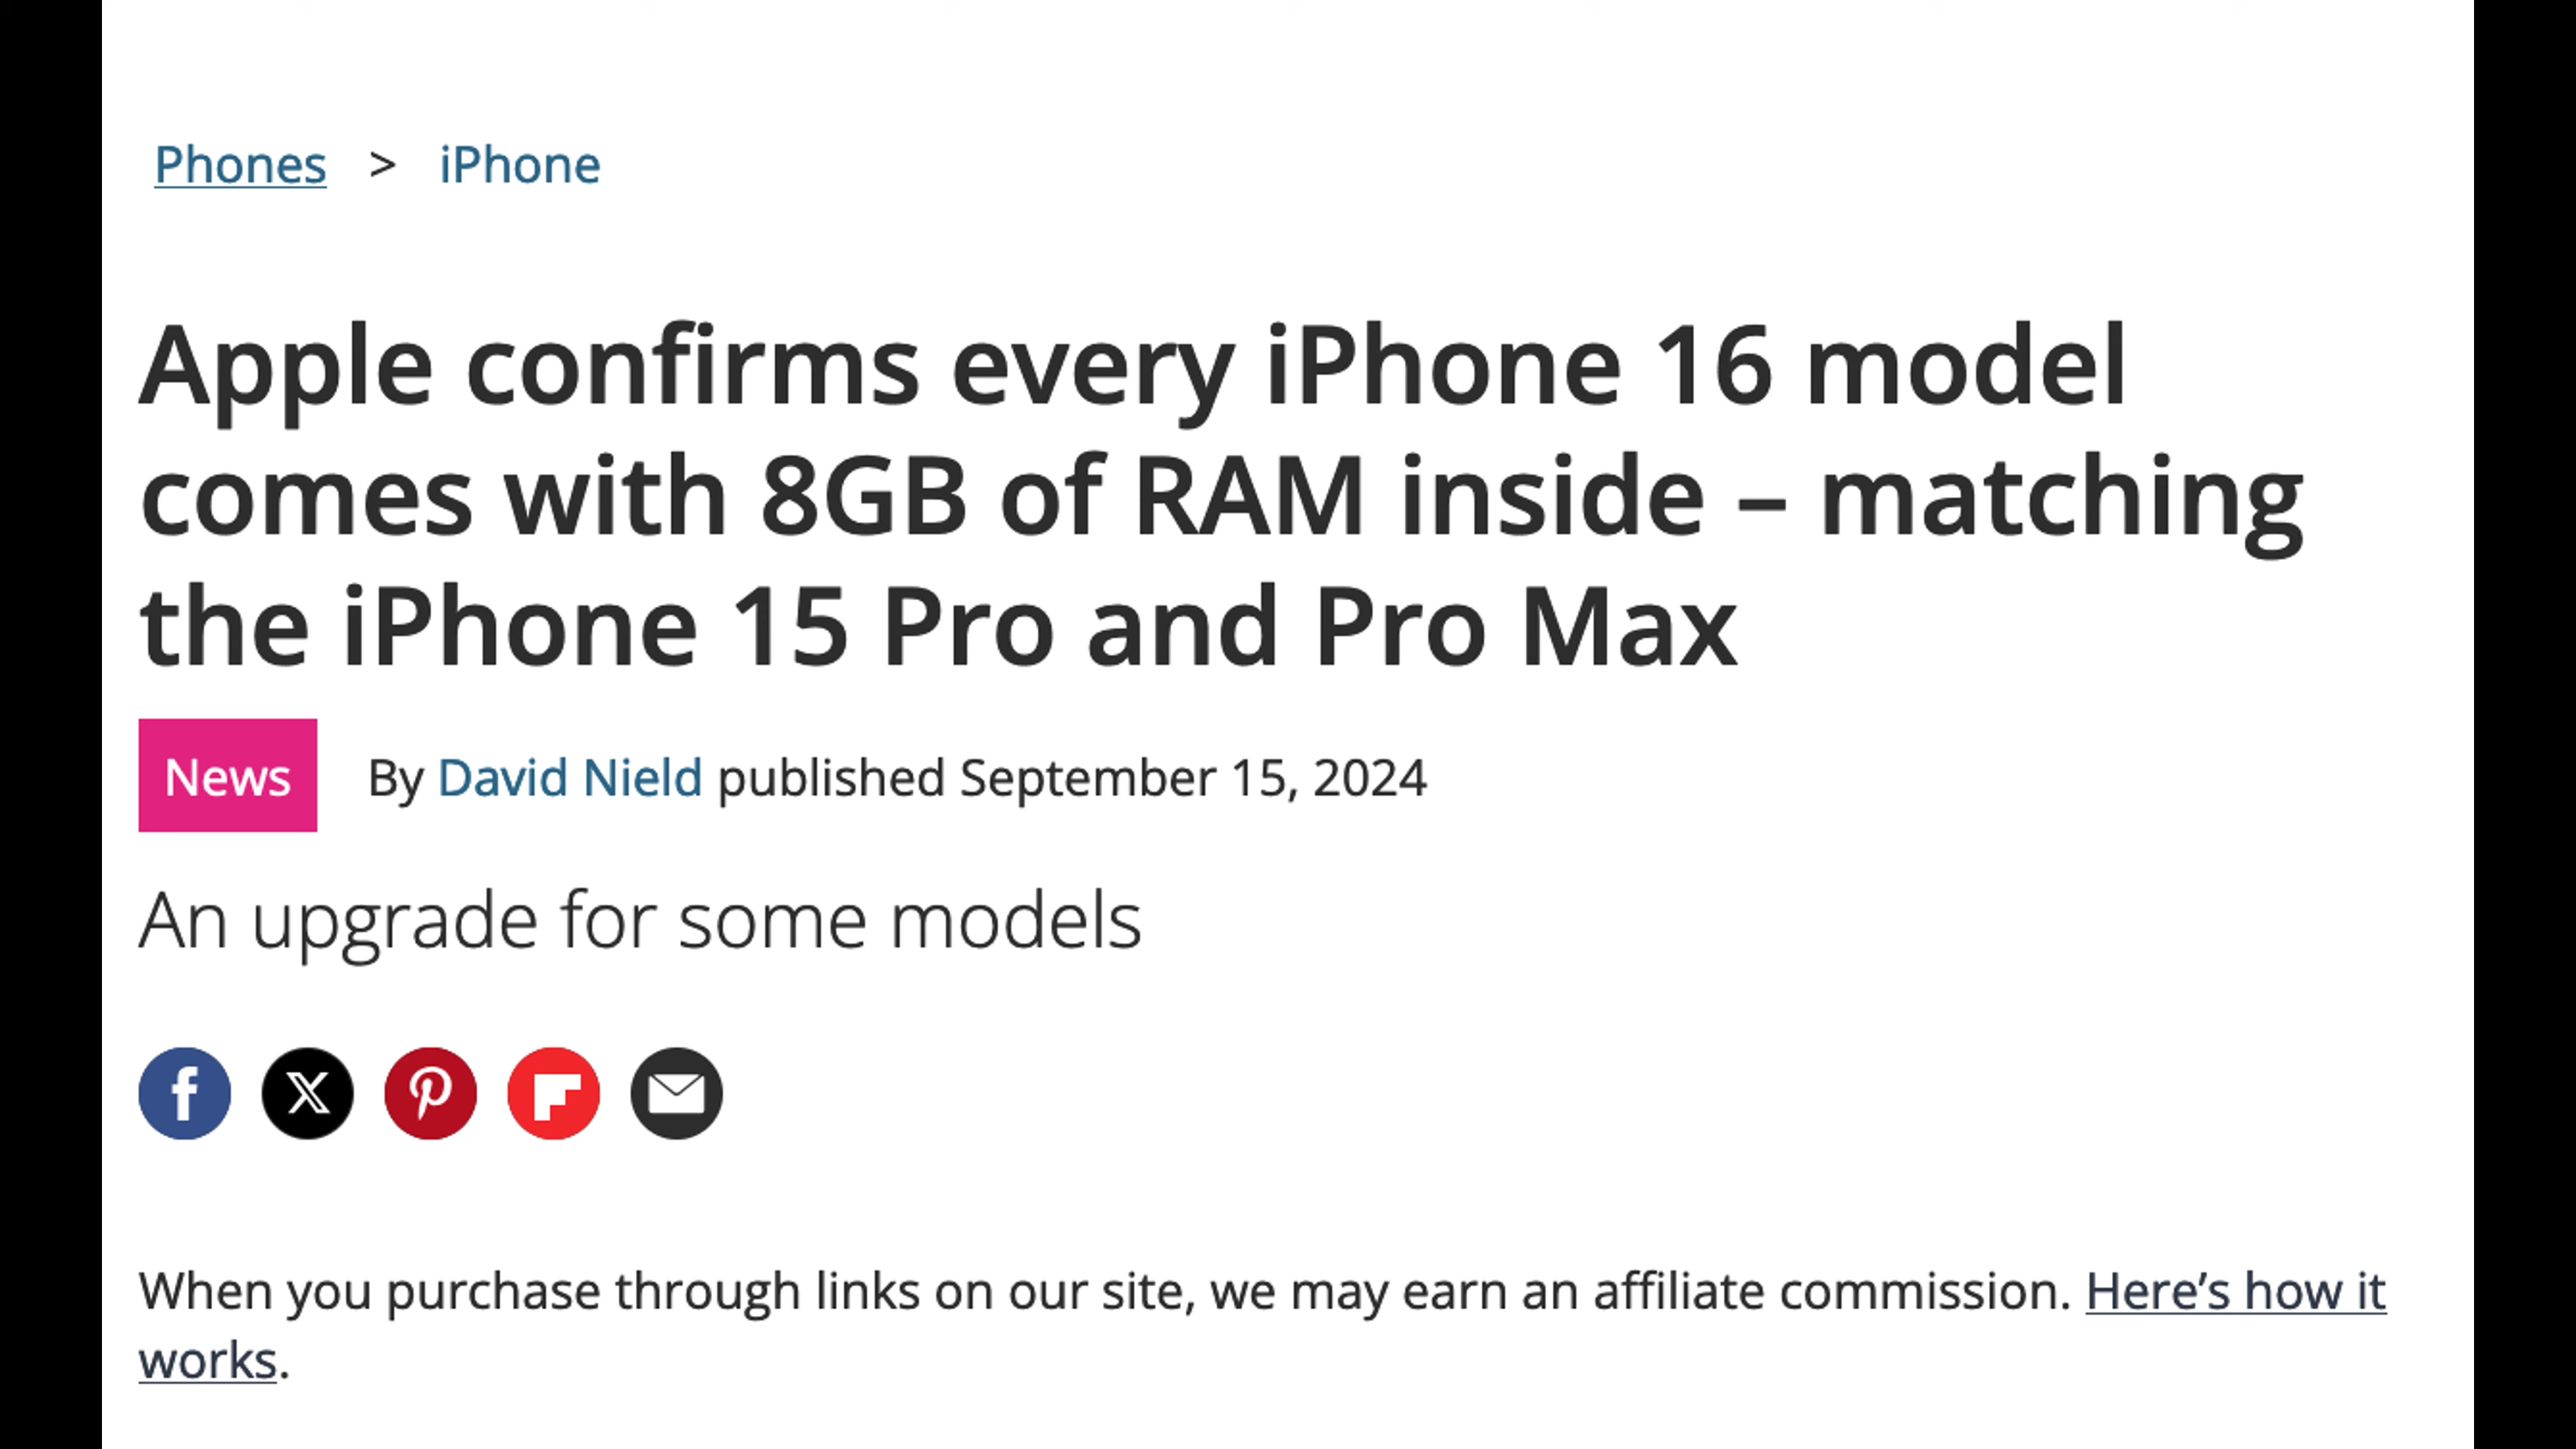 Phones > iPhone
Apple confirms every iPhone 16 model
comes with 8GB of RAM inside – matching
the iPhone 15 Pro and Pro Max
News By David Nield published September 15, 2024
An upgrade for some models
When you purchase through links on our site, we may earn an affiliate commission. Here’s how it
works.